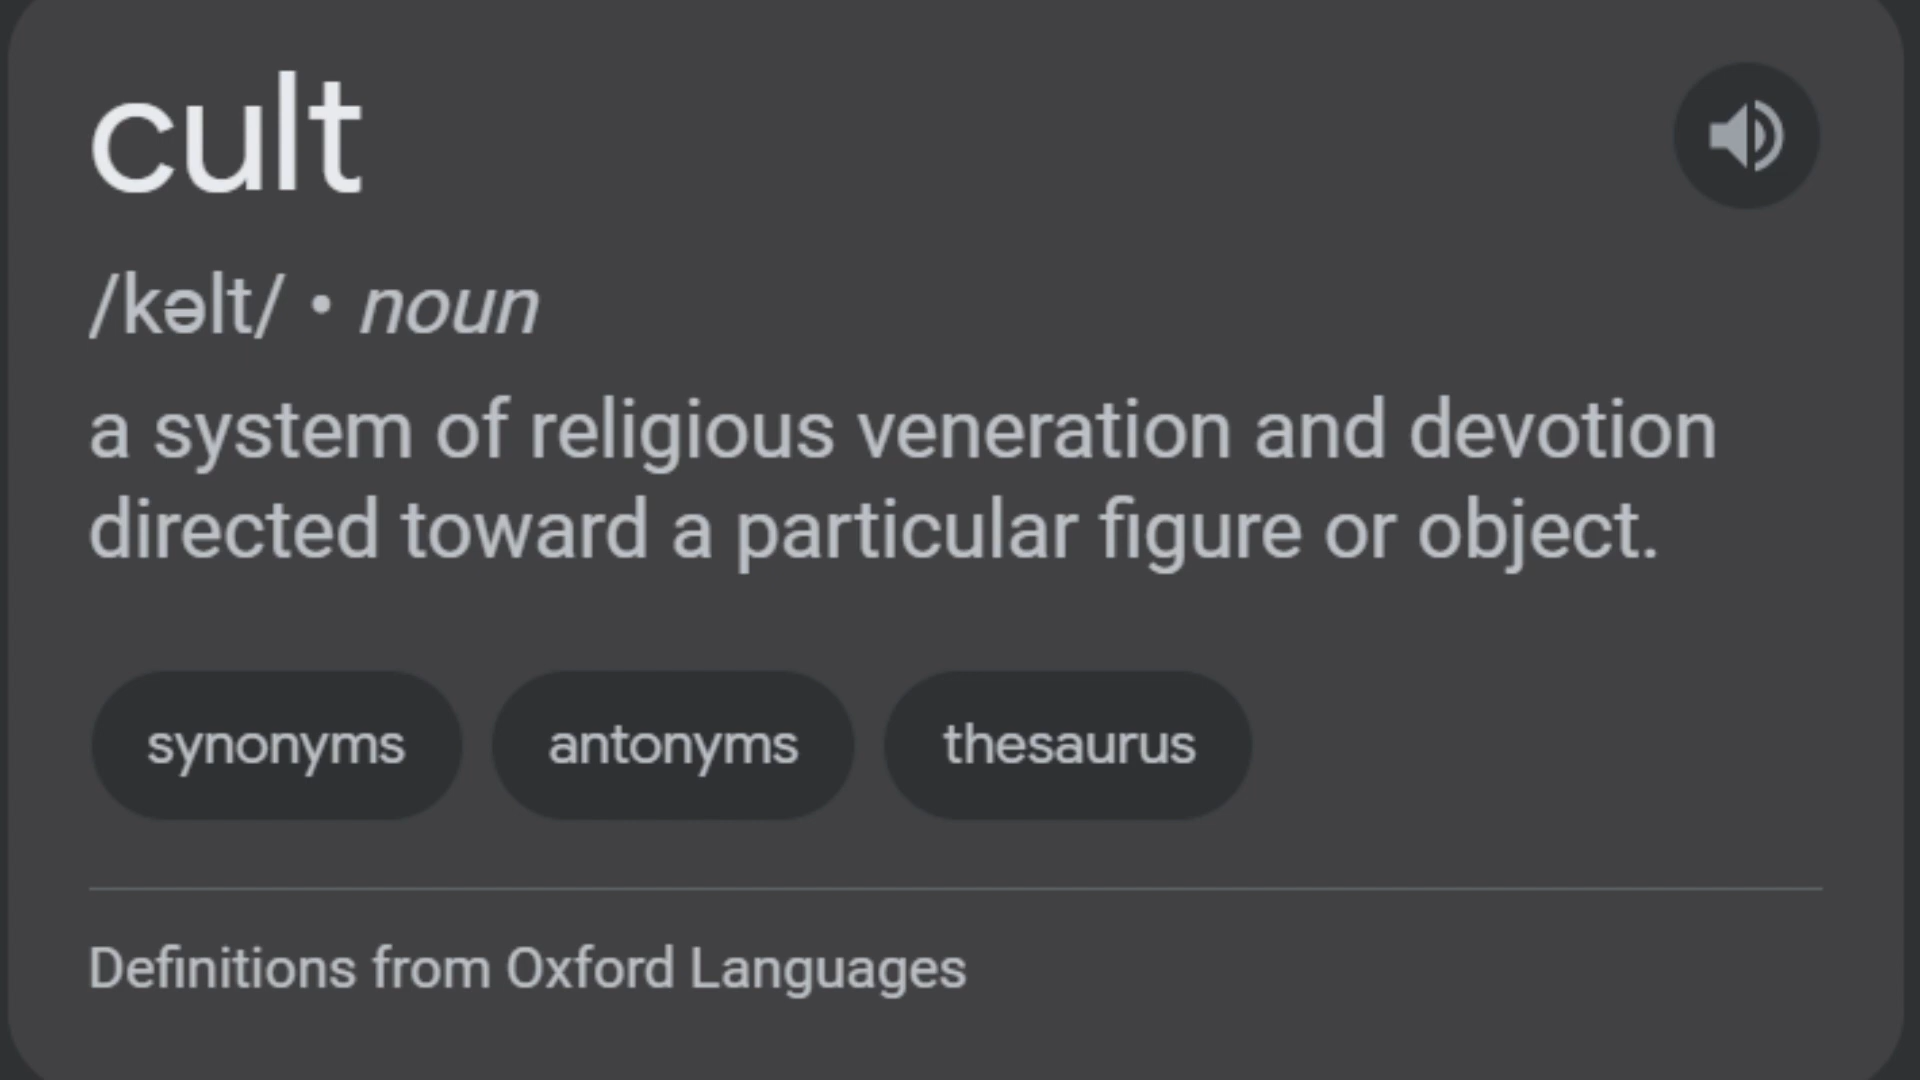 cult
/kəlt/ • noun
a system of religious veneration and devotion
directed toward a particular figure or object.
synonyms antonyms thesaurus
Definitions from Oxford Languages